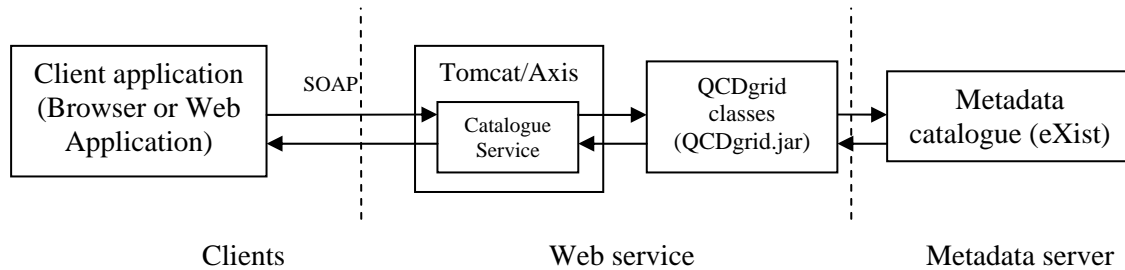 Client application
(Browser or Web
Application)
SOAP
Tomcat/Axis
Catalogue
Service
QCDgrid
classes
(QCDgrid.jar)
Metadata
catalogue (eXist)
Clients
Web service
Metadata server